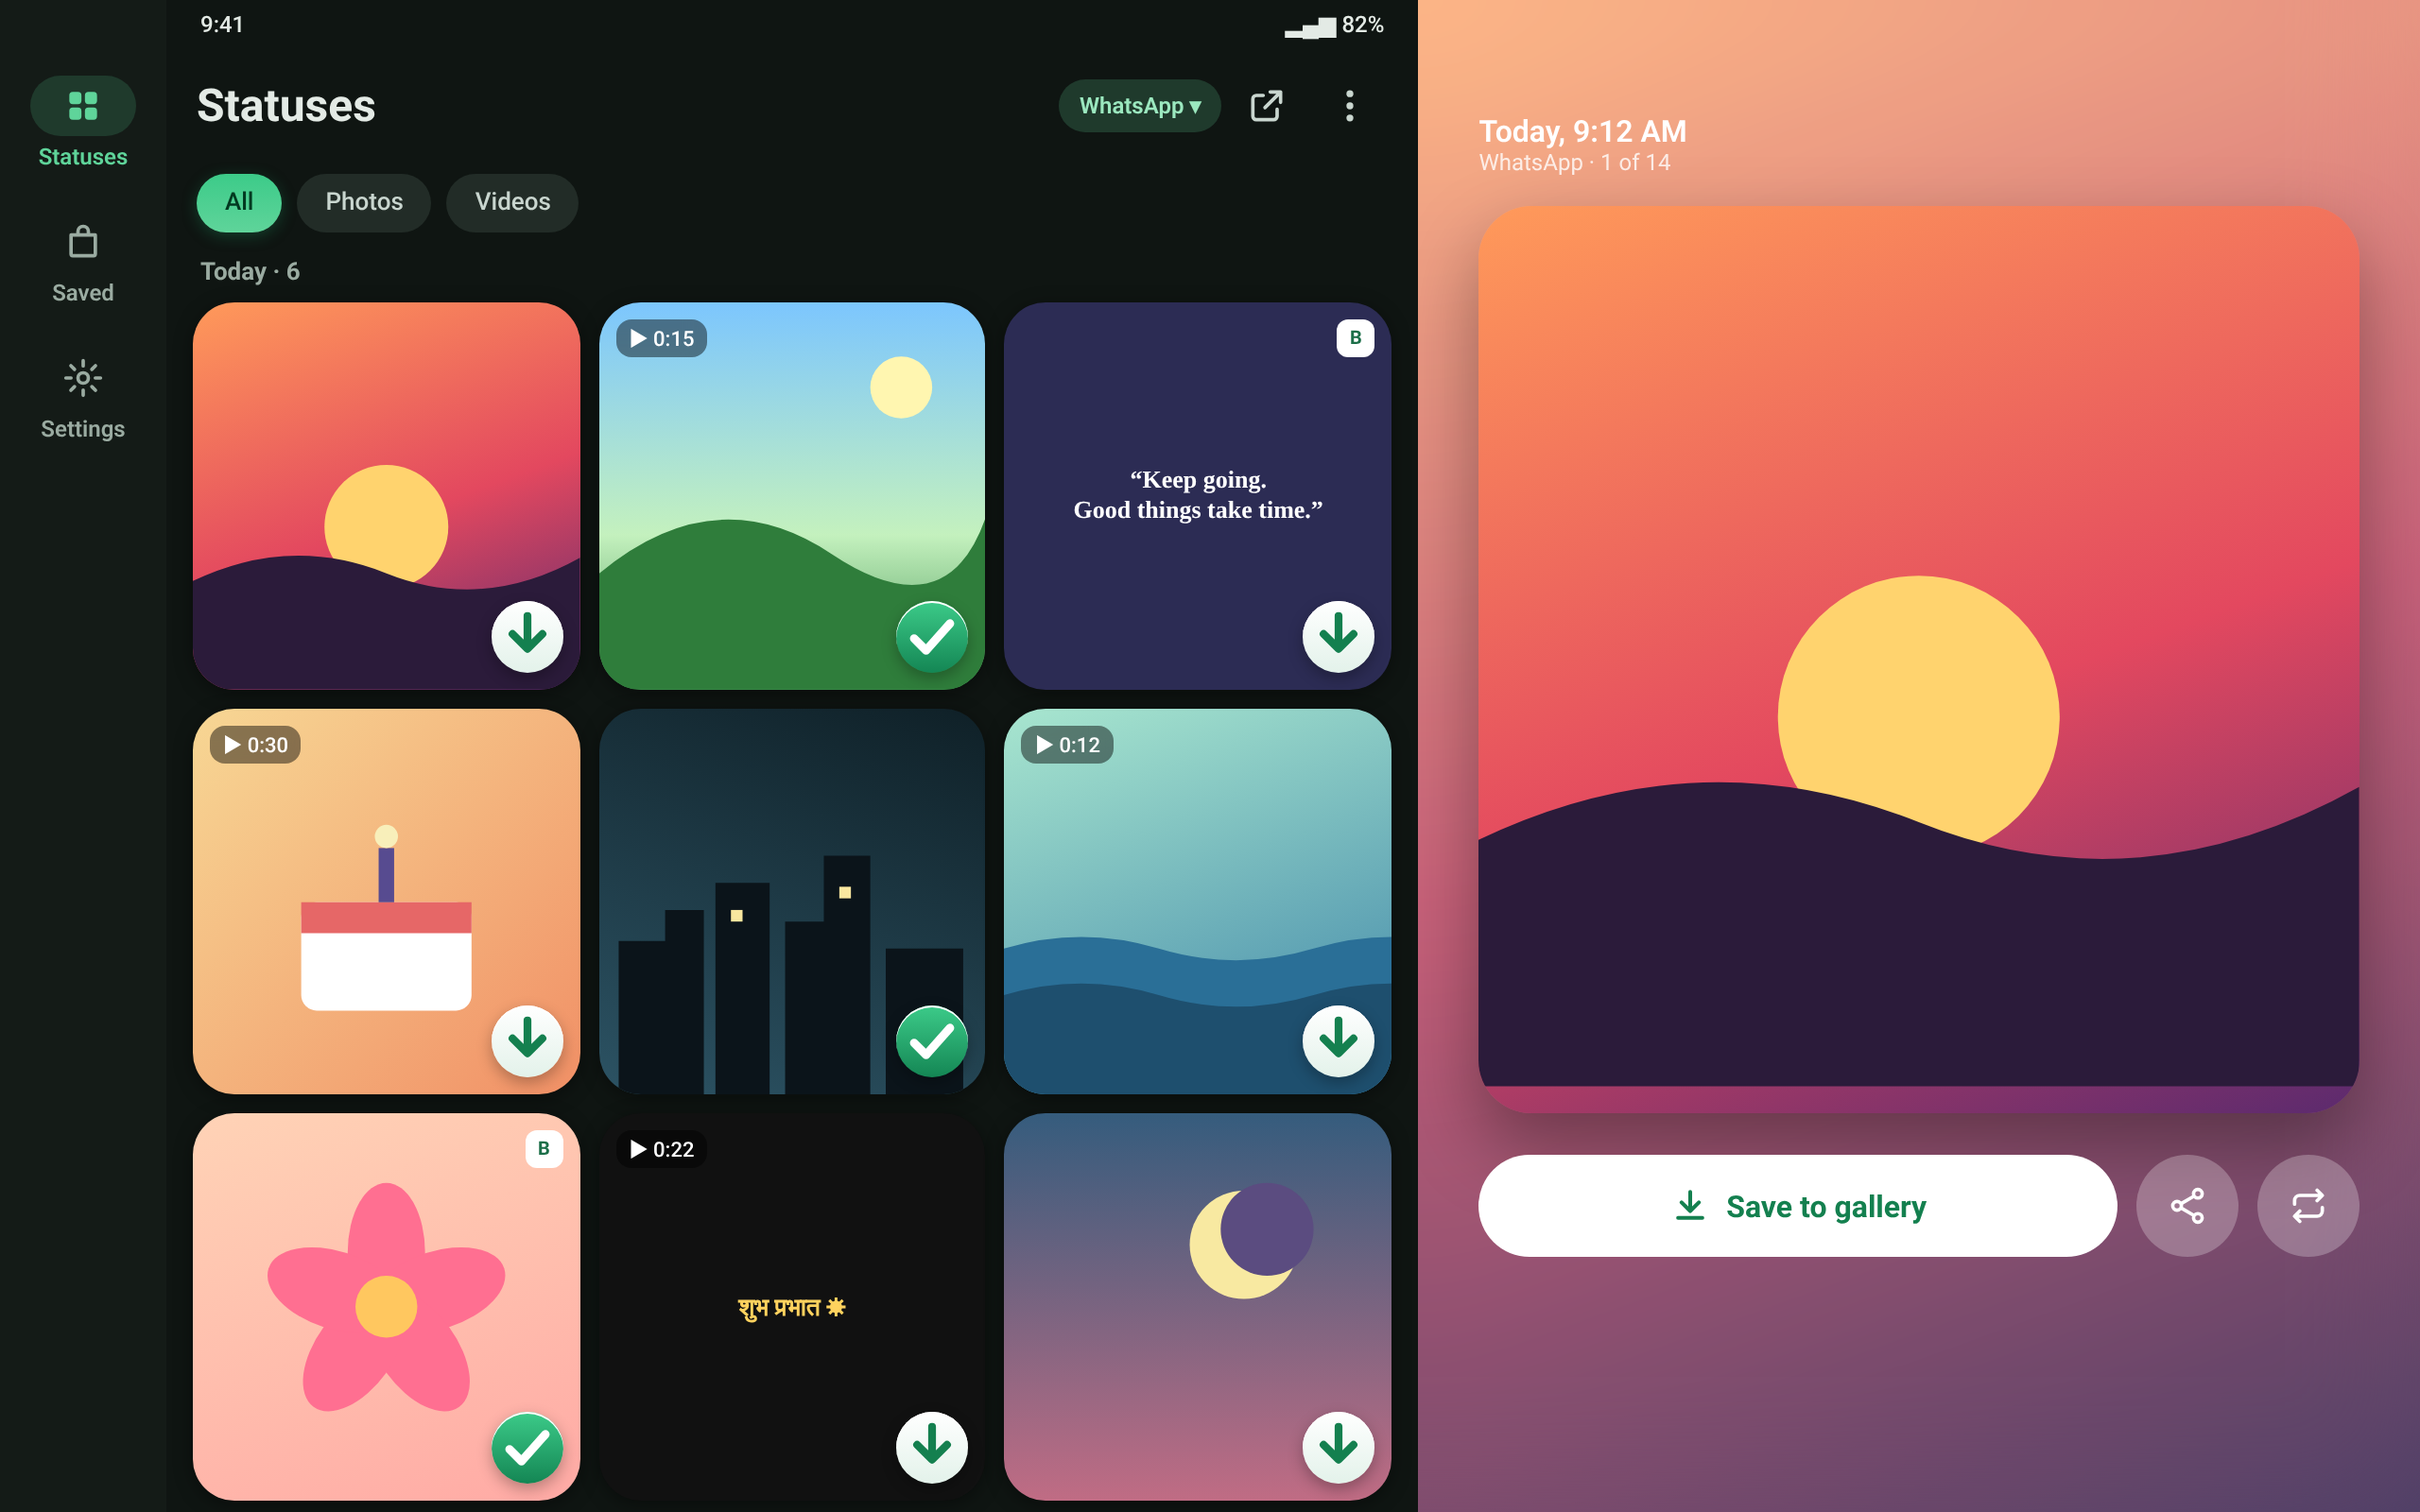 9:41
82%
Statuses
WhatsApp ▾
Statuses
Saved
Settings
All
Photos
Videos
Today · 6
0:15
B
“Keep going.
Good things take time.”
0:30
0:12
B
0:22
शुभ प्रभात ☀
Today, 9:12 AM
WhatsApp · 1 of 14
Save to gallery